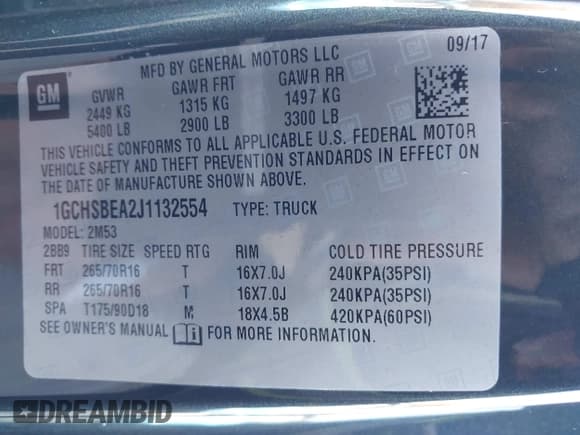 09/17
MFD BY GENERAL MOTORS LLC
GM
GVWR GAWR FRT GAWR RR
2449 KG 1315 KG 1497 KG
5400 LB 2900 LB 3300 LB
THIS VEHICLE CONFORMS TO ALL APPLICABLE U.S. FEDERAL MOTOR
VEHICLE SAFETY AND THEFT PREVENTION STANDARDS IN EFFECT ON
THE DATE OF MANUFACTURE SHOWN ABOVE.
1GCHSBEA2J1132554 TYPE: TRUCK
MODEL: 2M53
2BB9 TIRE SIZE SPEED RTG RIM COLD TIRE PRESSURE
FRT 265/70R16 T 16X7.0J 240KPA(35PSI)
RR 265/70R16 T 16X7.0J 240KPA(35PSI)
SPA T175/90D18 M 18X4.5B 420KPA(60PSI)
SEE OWNER'S MANUAL FOR MORE INFORMATION.
DREAMBID